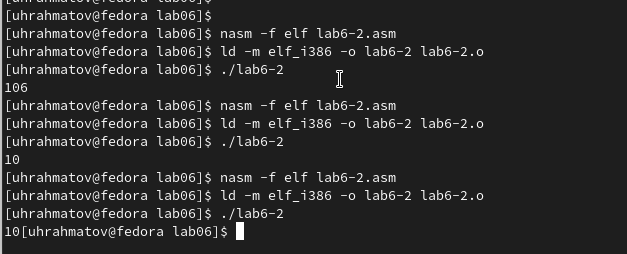 [uhrahmatov@fedora lab06]$
[uhrahmatov@fedora lab06]$ nasm -f elf lab6-2.asm
[uhrahmatov@fedora lab06]$ ld -m elf_i386 -o lab6-2 lab6-2.o
[uhrahmatov@fedora lab06]$ ./lab6-2
106
[uhrahmatov@fedora lab06]$ nasm -f elf lab6-2.asm
[uhrahmatov@fedora lab06]$ ld -m elf_i386 -o lab6-2 lab6-2.o
[uhrahmatov@fedora lab06]$ ./lab6-2
10
[uhrahmatov@fedora lab06]$ nasm -f elf lab6-2.asm
[uhrahmatov@fedora lab06]$ ld -m elf_i386 -o lab6-2 lab6-2.o
[uhrahmatov@fedora lab06]$ ./lab6-2
10[uhrahmatov@fedora lab06]$